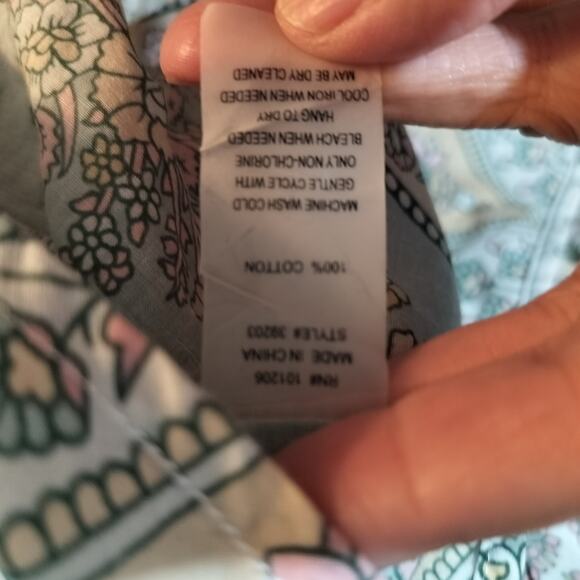 RN# 101206
MADE IN CHINA
STYLE# 39203
100% COTTON
MACHINE WASH COLD
GENTLE CYCLE WITH
ONLY NON-CHLORINE
BLEACH WHEN NEEDED
HANG TO DRY
COOL IRON WHEN NEEDED
MAY BE DRY CLEANED